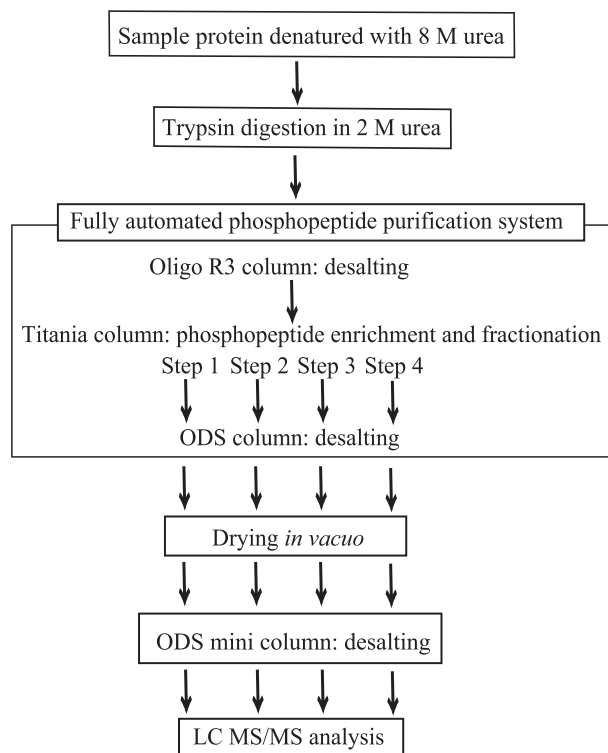 Sample protein denatured with 8 M urea
Trypsin digestion in 2 M urea
Fully automated phosphopeptide purification system
Oligo R3 column: desalting
Titania column: phosphopeptide enrichment and fractionation
Step 1 Step 2 Step 3 Step 4
ODS column: desalting
Drying in vacuo
ODS mini column: desalting
LC MS/MS analysis